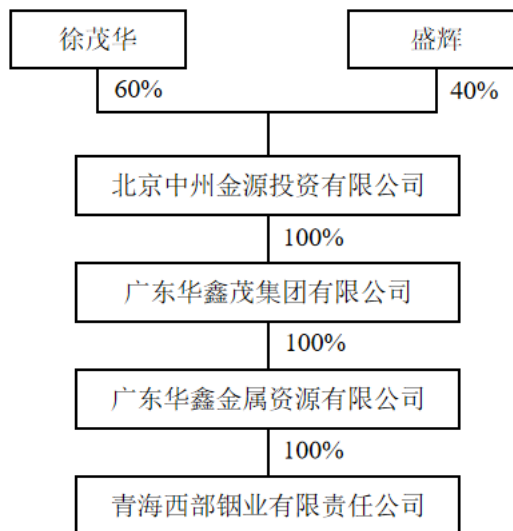 徐茂华
盛辉
60%
40%
北京中州金源投资有限公司
100%
广东华鑫茂集团有限公司
100%
广东华鑫金属资源有限公司
100%
青海西部铟业有限责任公司